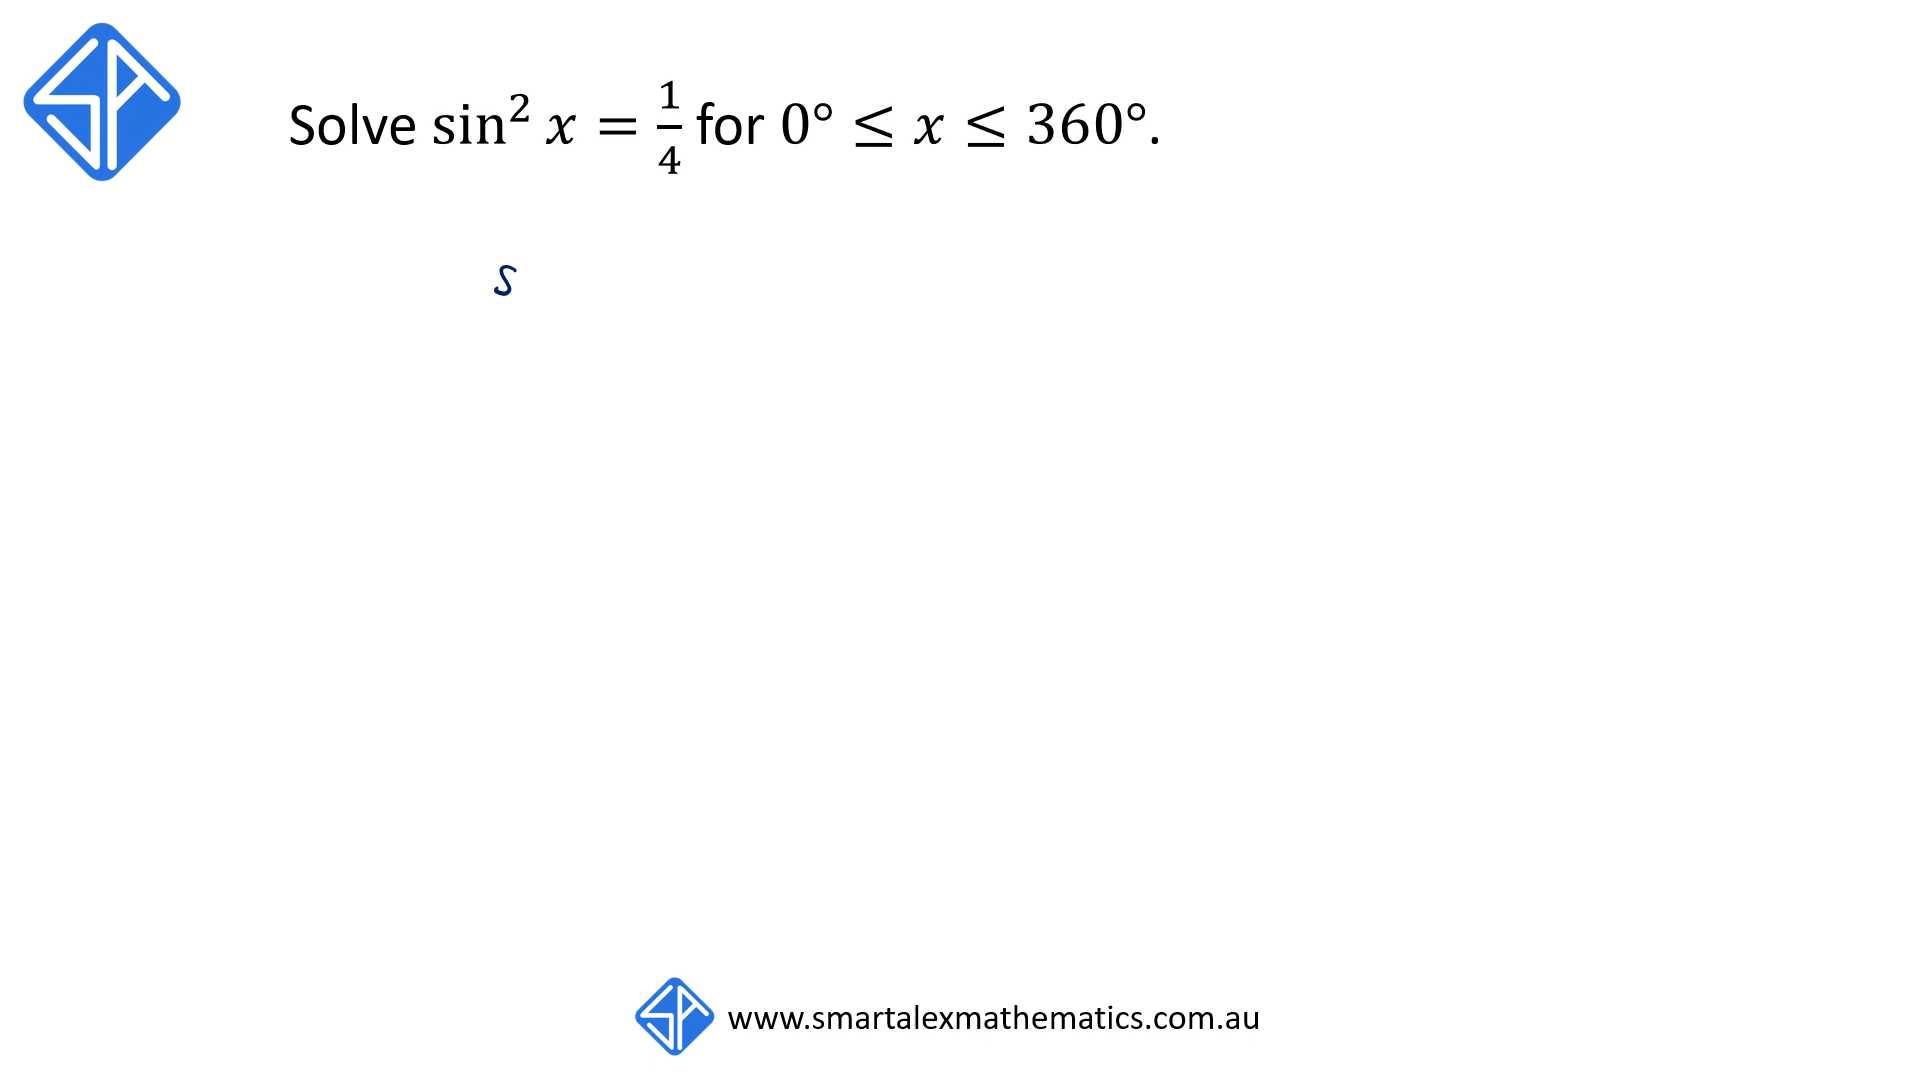 Solve sin² x = 1/4 for 0° ≤ x ≤ 360°.
s
www.smartalexmathematics.com.au